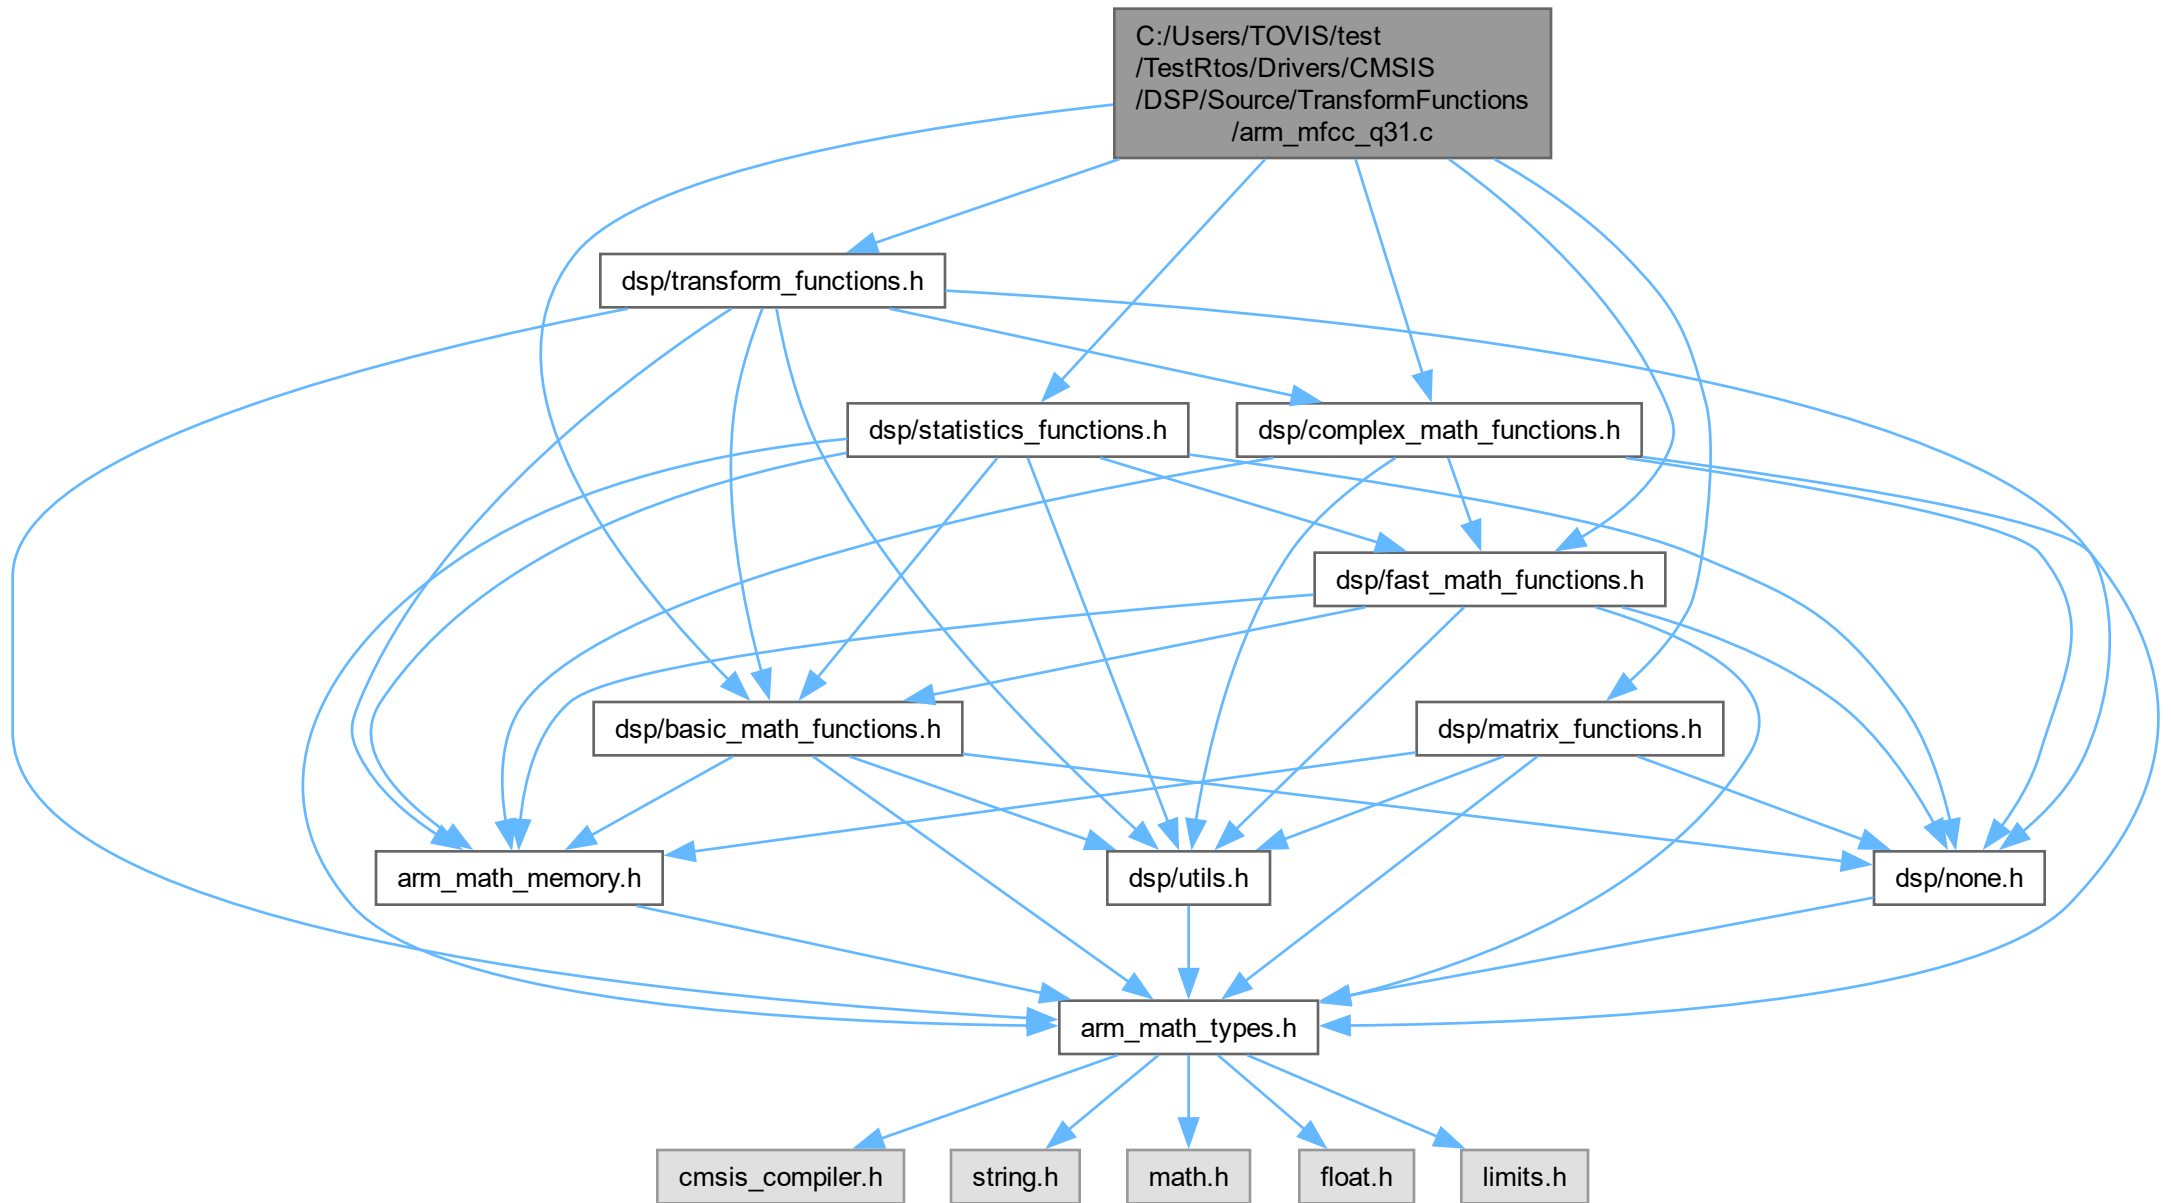 C:/Users/TOVIS/test
/TestRtos/Drivers/CMSIS
/DSP/Source/TransformFunctions
/arm_mfcc_q31.c
dsp/transform_functions.h
dsp/statistics_functions.h
dsp/complex_math_functions.h
dsp/fast_math_functions.h
dsp/basic_math_functions.h
dsp/matrix_functions.h
arm_math_memory.h
dsp/utils.h
dsp/none.h
arm_math_types.h
cmsis_compiler.h
string.h
math.h
float.h
limits.h